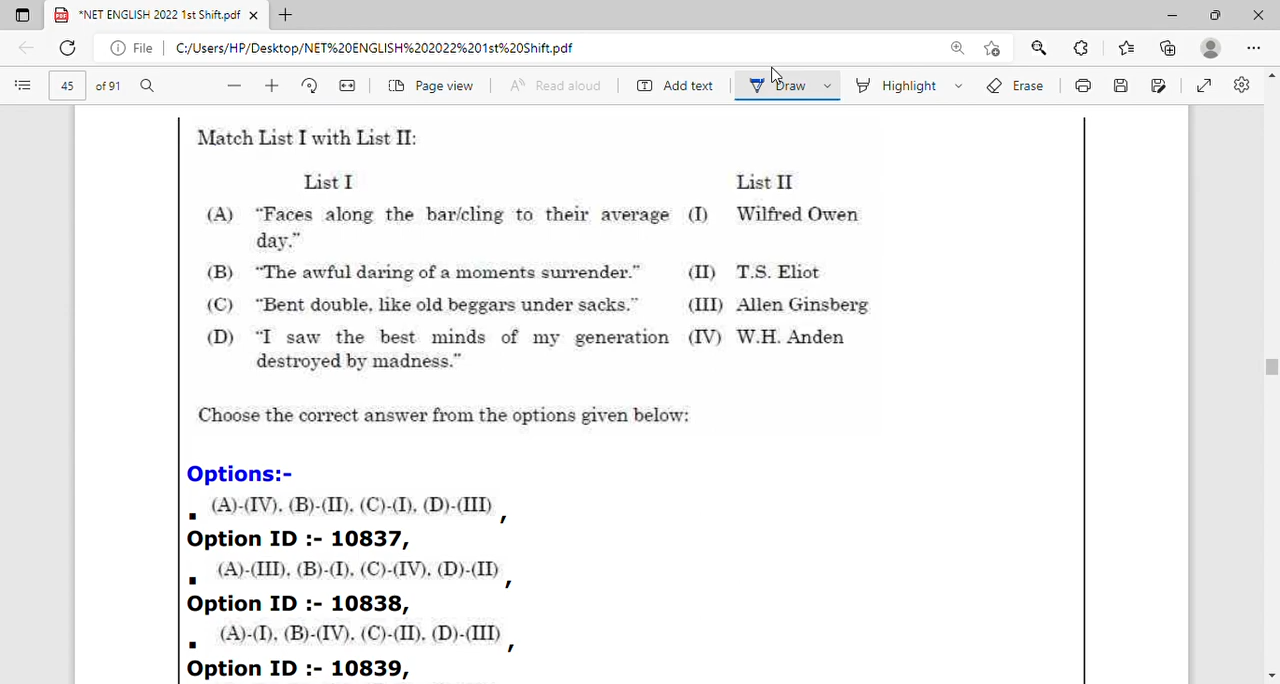 *NET ENGLISH 2022 1st Shift.pdf
File C:/Users/HP/Desktop/NET%20ENGLISH%202022%201st%20Shift.pdf
45 of 91 Page view Read aloud Add text Draw Highlight Erase
Match List I with List II:
List I List II
(A) "Faces along the bar/cling to their average (I) Wilfred Owen
day."
(B) "The awful daring of a moments surrender." (II) T.S. Eliot
(C) "Bent double, like old beggars under sacks." (III) Allen Ginsberg
(D) "I saw the best minds of my generation (IV) W.H. Anden
destroyed by madness."
Choose the correct answer from the options given below:
Options:-
(A)-(IV), (B)-(II), (C)-(I), (D)-(III) ,
Option ID :- 10837,
(A)-(III), (B)-(I), (C)-(IV), (D)-(II) ,
Option ID :- 10838,
(A)-(I), (B)-(IV), (C)-(II), (D)-(III) ,
Option ID :- 10839,